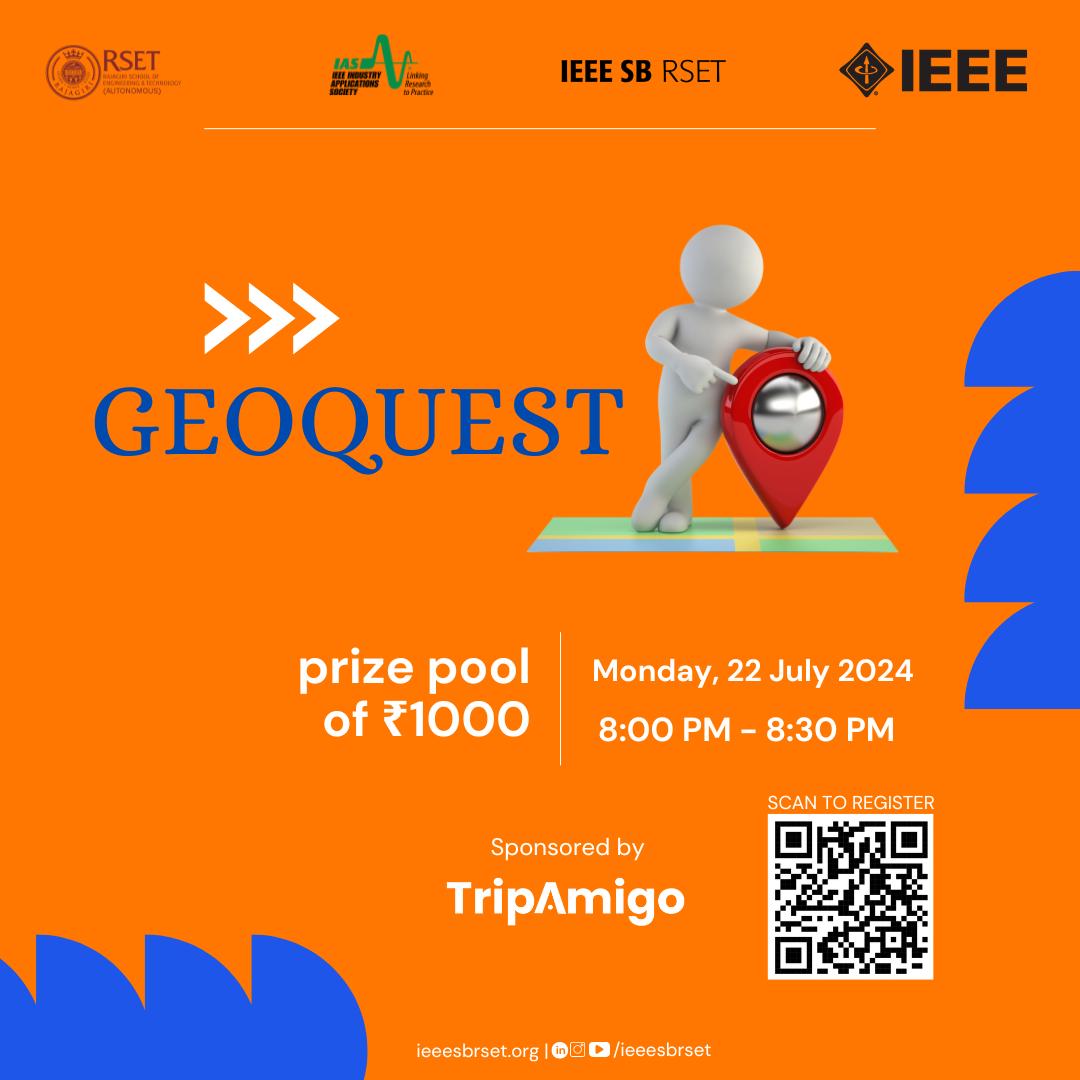 RSET
RAJAGIRI SCHOOL OF
ENGINEERING & TECHNOLOGY
(AUTONOMOUS)
RAJAGIRI
IAS
IEEE INDUSTRY
APPLICATIONS
SOCIETY
Linking
Research
to Practice
IEEE SB RSET
IEEE
GEOQUEST
prize pool
of ₹1000
Monday, 22 July 2024
8:00 PM - 8:30 PM
SCAN TO REGISTER
Sponsored by
TripAmigo
ieeesbrset.org | in /ieeesbrset